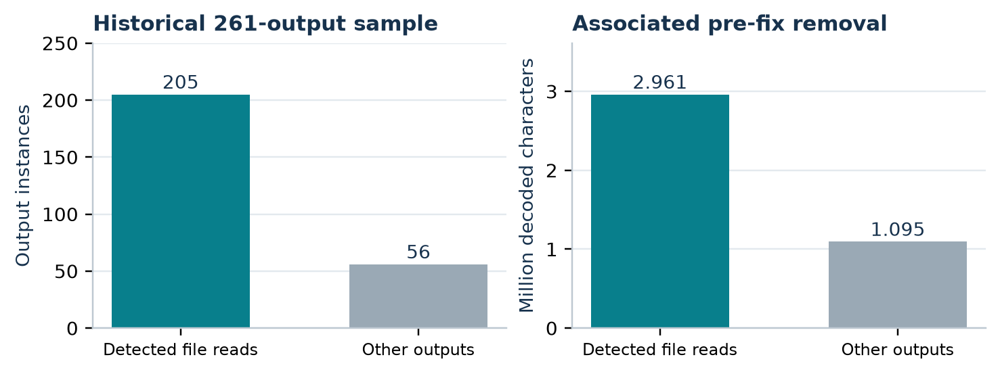 Historical 261-output sample
Output instances
250
200
150
100
50
0
205
56
Detected file reads
Other outputs
Associated pre-fix removal
Million decoded characters
3
2
1
0
2.961
1.095
Detected file reads
Other outputs